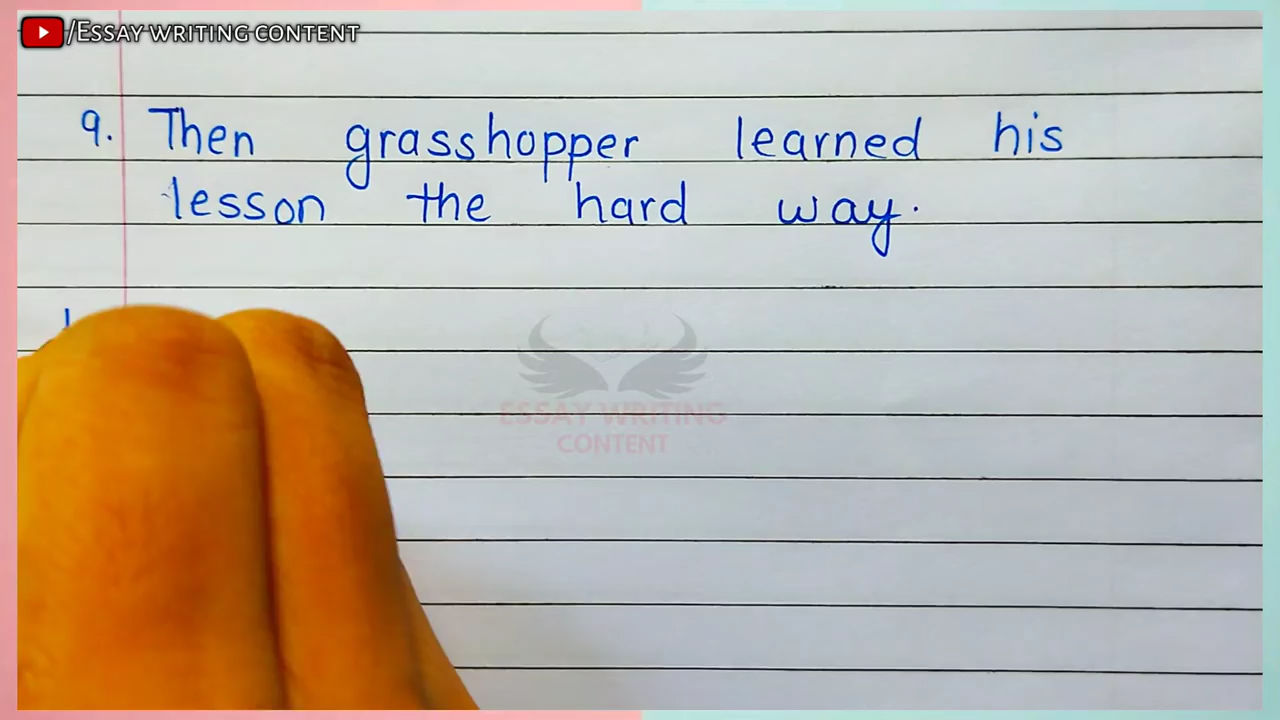 /ESSAY WRITING CONTENT
9. Then grasshopper learned his
lesson the hard way.
ESSAY WRITING
CONTENT